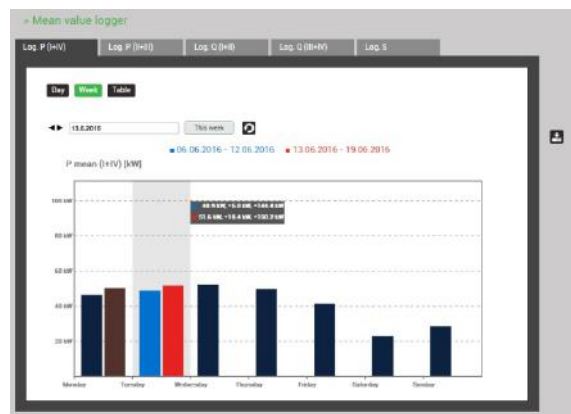 » Mean value logger
Log. P (I+IV) Log. P (II+III) Log. Q (I+II) Log. Q (III+IV) Log. S
Day Week Table
13.6.2016 This week
06.06.2016 - 12.06.2016 13.06.2016 - 19.06.2016
P mean (I+IV) [kW]
100 kW
80 kW
60 kW
40 kW
20 kW
Monday Tuesday Wednesday Thursday Friday Saturday Sunday